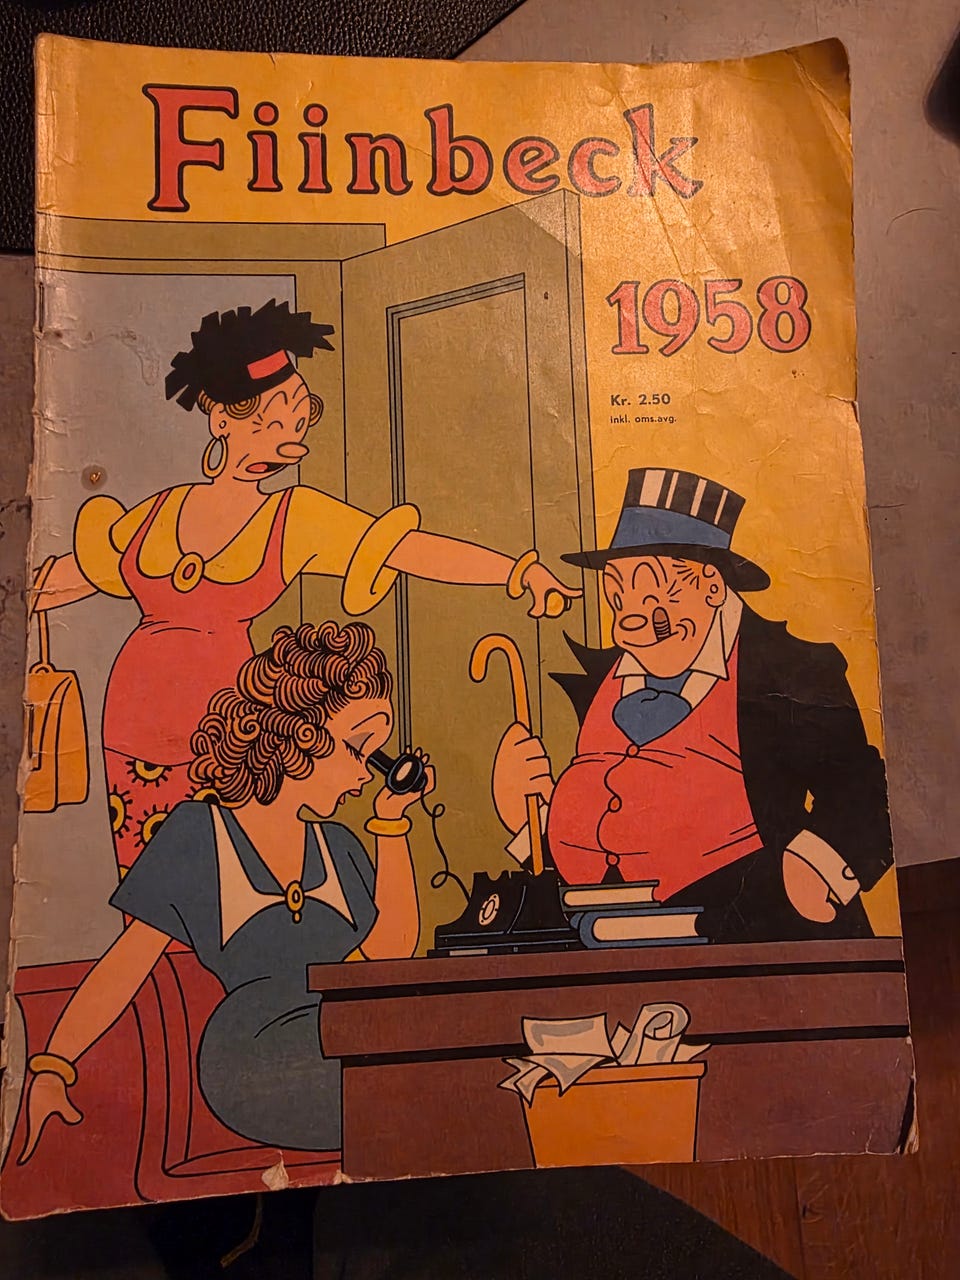 Fiinbeck
1958
Kr. 2.50
inkl. oms.avg.